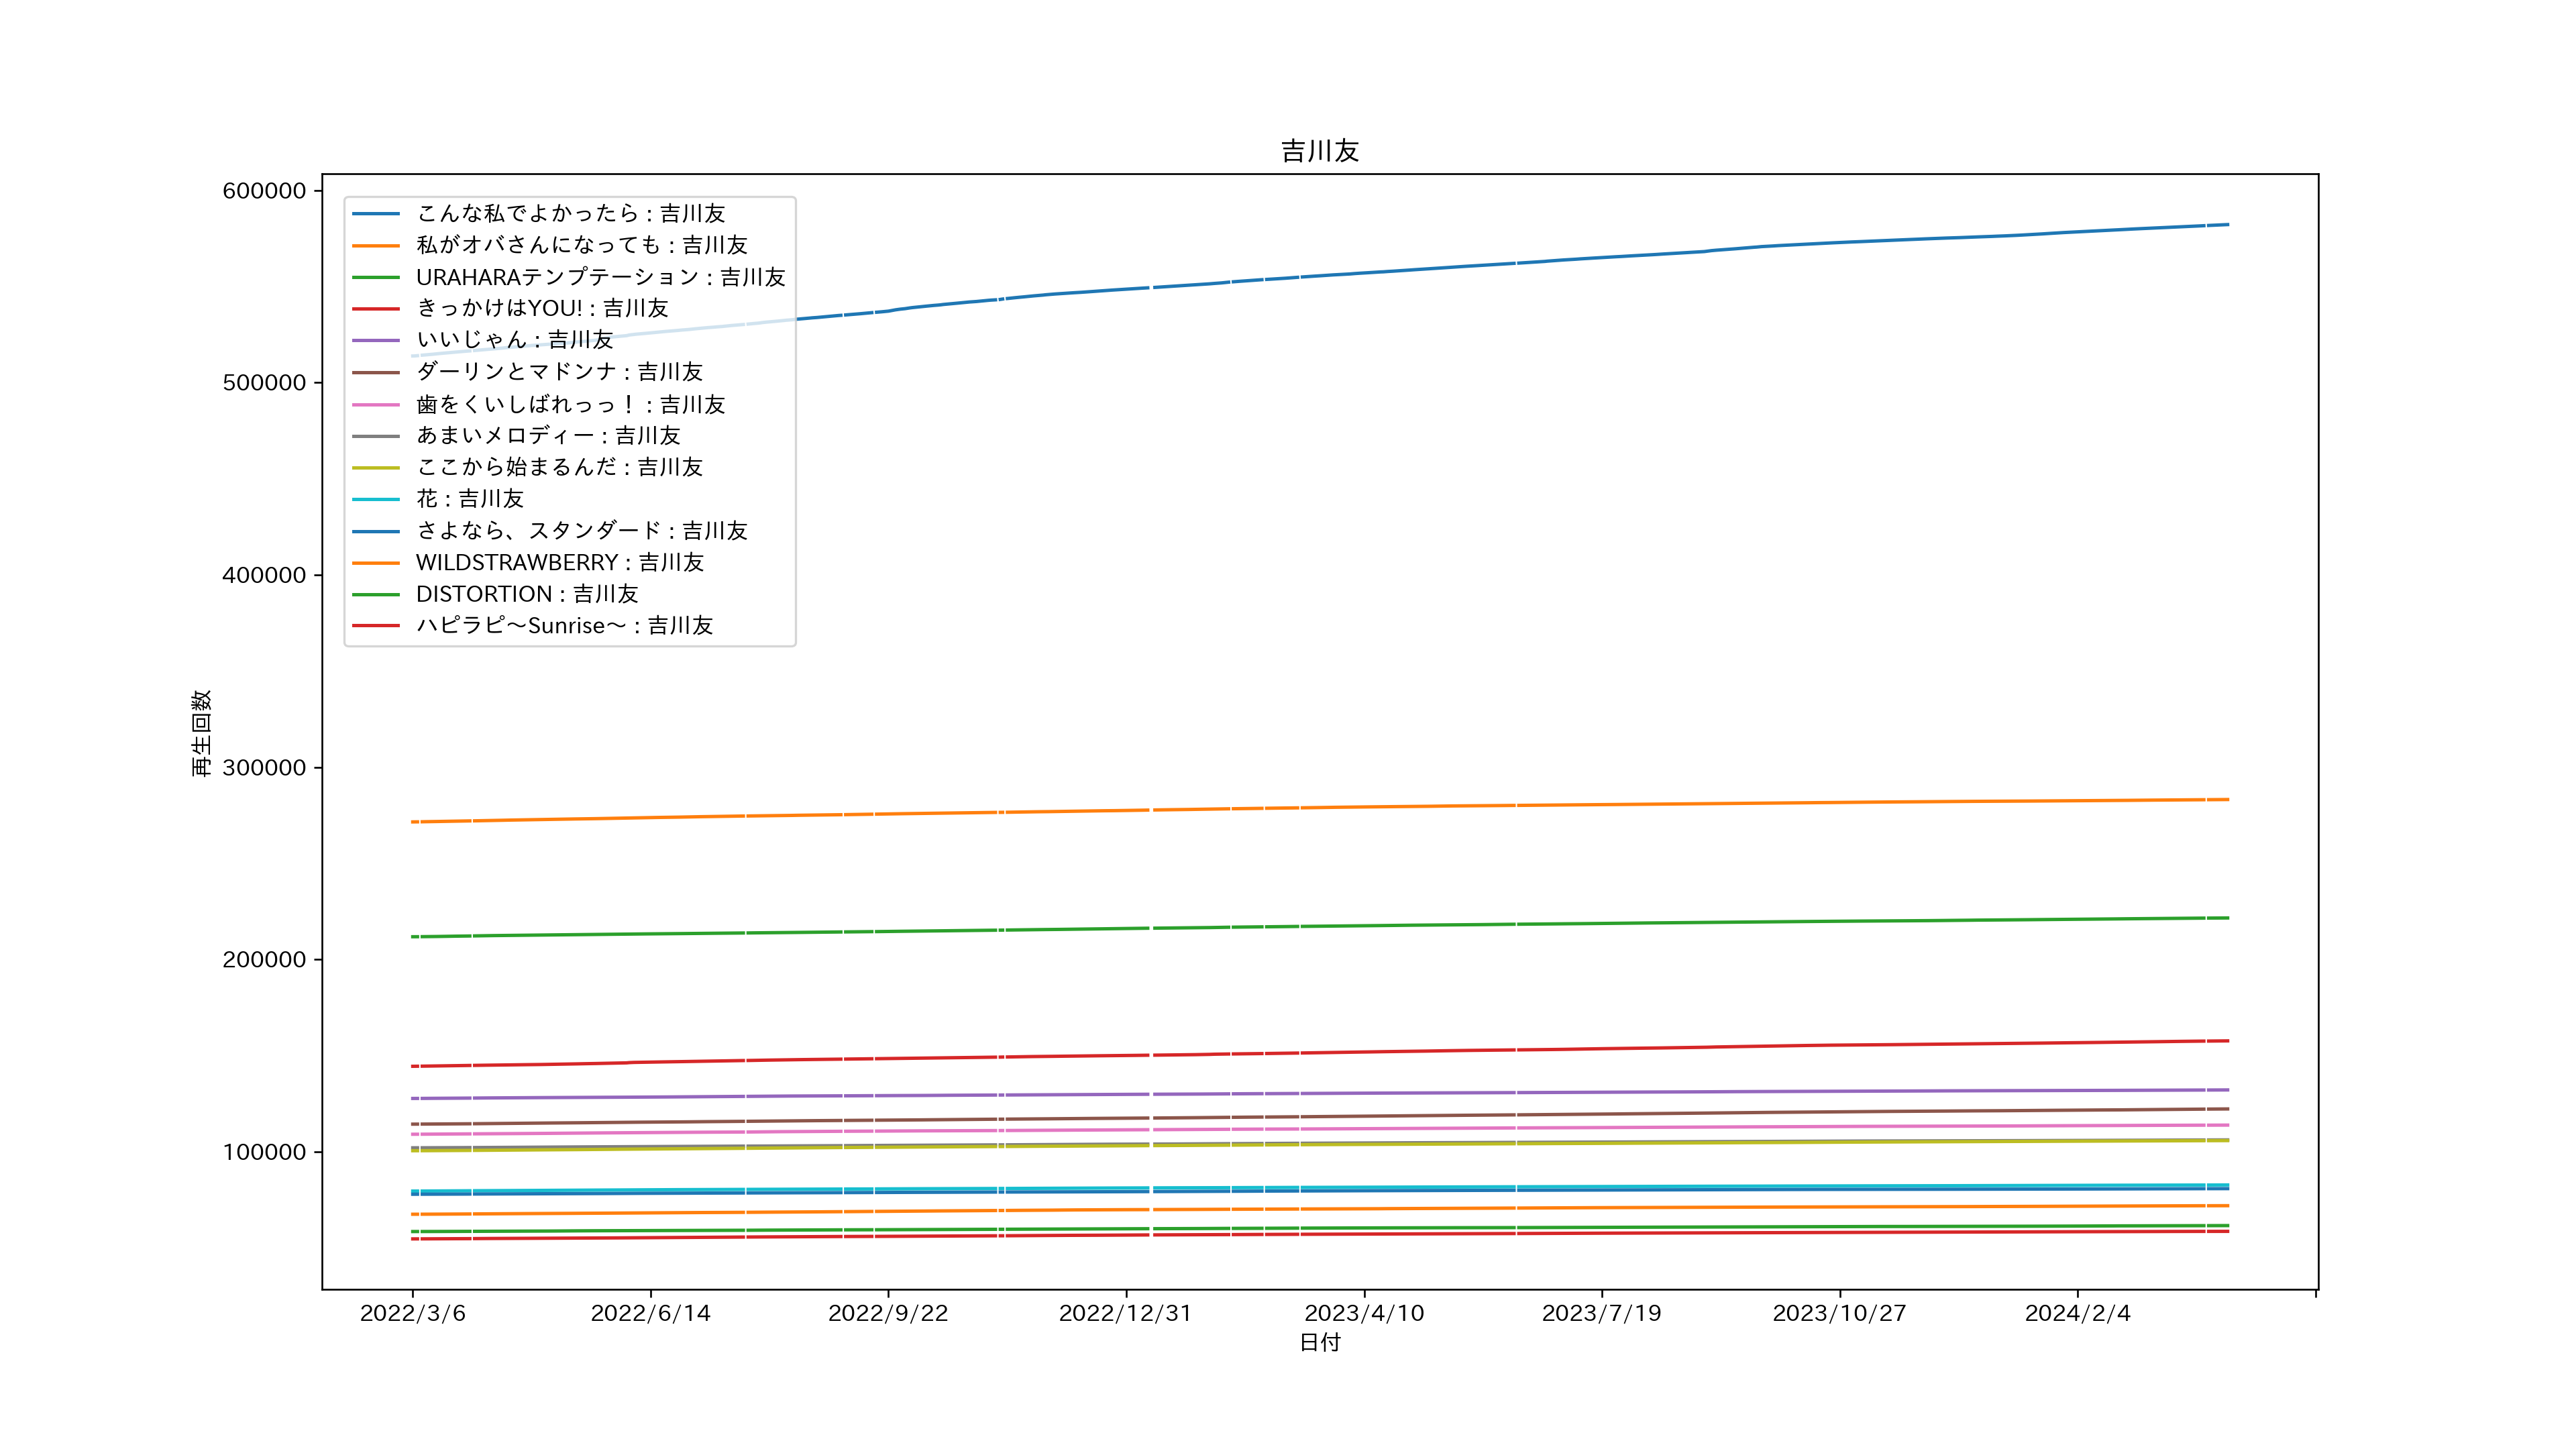 吉川友
600000
500000
400000
300000
200000
100000
再生回数
こんな私でよかったら : 吉川友
私がオバさんになっても : 吉川友
URAHARAテンプテーション : 吉川友
きっかけはYOU! : 吉川友
いいじゃん : 吉川友
ダーリンとマドンナ : 吉川友
歯をくいしばれっっ！ : 吉川友
あまいメロディー : 吉川友
ここから始まるんだ : 吉川友
花 : 吉川友
さよなら、スタンダード : 吉川友
WILDSTRAWBERRY : 吉川友
DISTORTION : 吉川友
ハピラピ～Sunrise～ : 吉川友
2022/3/6 2022/6/14 2022/9/22 2022/12/31 2023/4/10 2023/7/19 2023/10/27 2024/2/4
日付